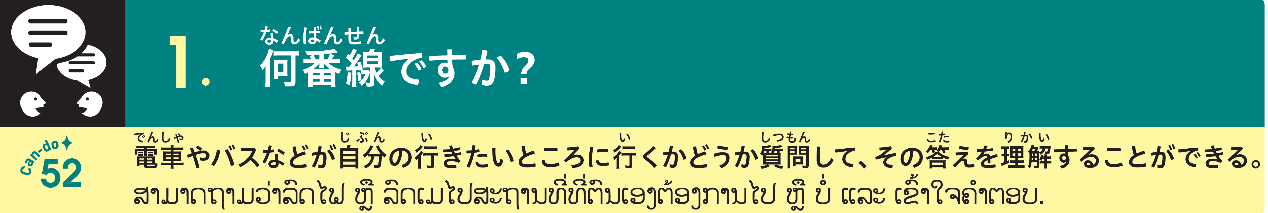 なんばんせん
1. 何番線ですか？
Can-do 52
でんしゃ じぶん い い しつもん こた りかい
電車やバスなどが自分の行きたいところに行くかどうか質問して、その答えを理解することができる。
ສາມາດຖາມວ່າລົດໄຟ ຫຼື ລົດເມໄປສະຖານທີ່ທີ່ຕົນເອງຕ້ອງການໄປ ຫຼື ບໍ່ ແລະ ເຂົ້າໃຈຄຳຕອບ.